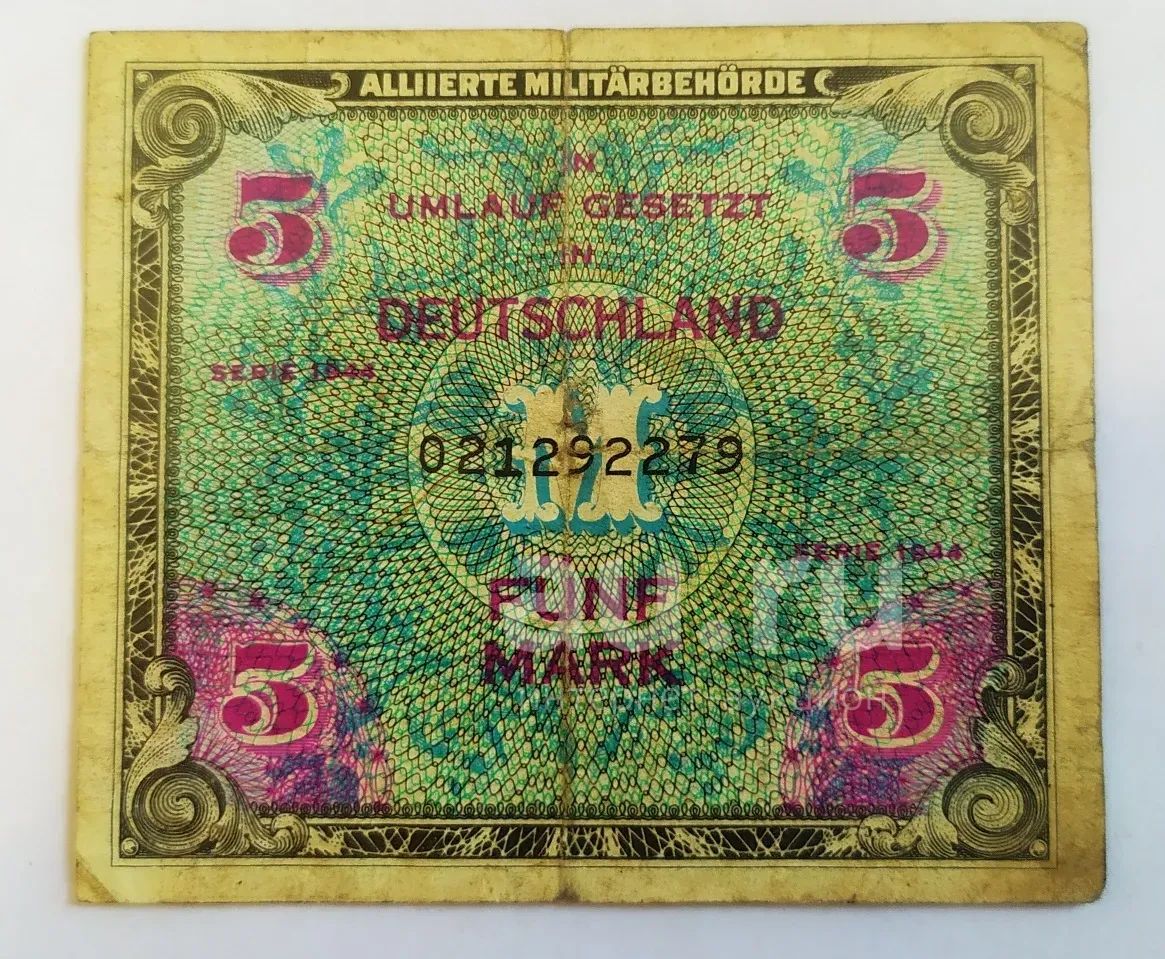 ALLIIERTE MILITÄRBEHÖRDE
IN
5 UMLAUF GESETZT 5
IN
DEUTSCHLAND
SERIE 1944
M
021292279
SERIE 1944
FÜNF
MARK
5 5